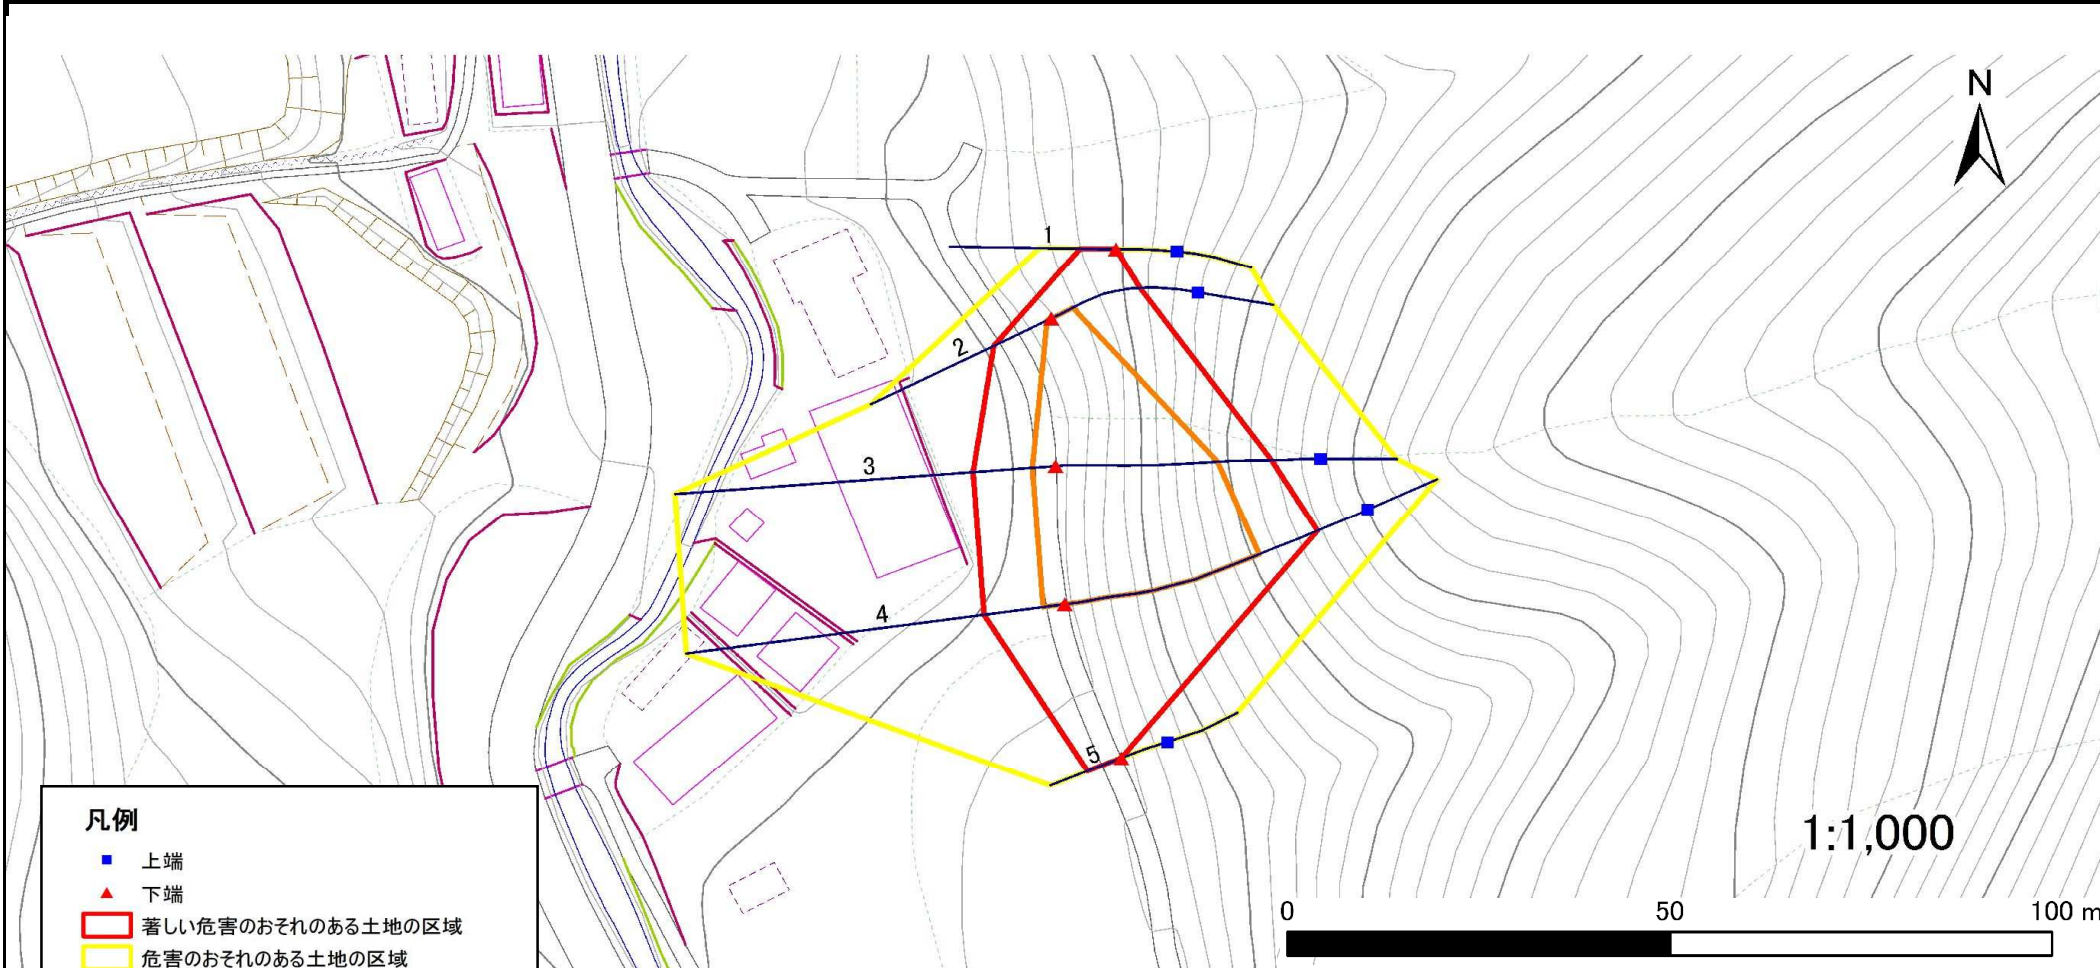 N
1
2
3
4
5
凡例
上端
下端
著しい危害のおそれのある土地の区域
危害のおそれのある土地の区域
1:1,000
0 50 100 m